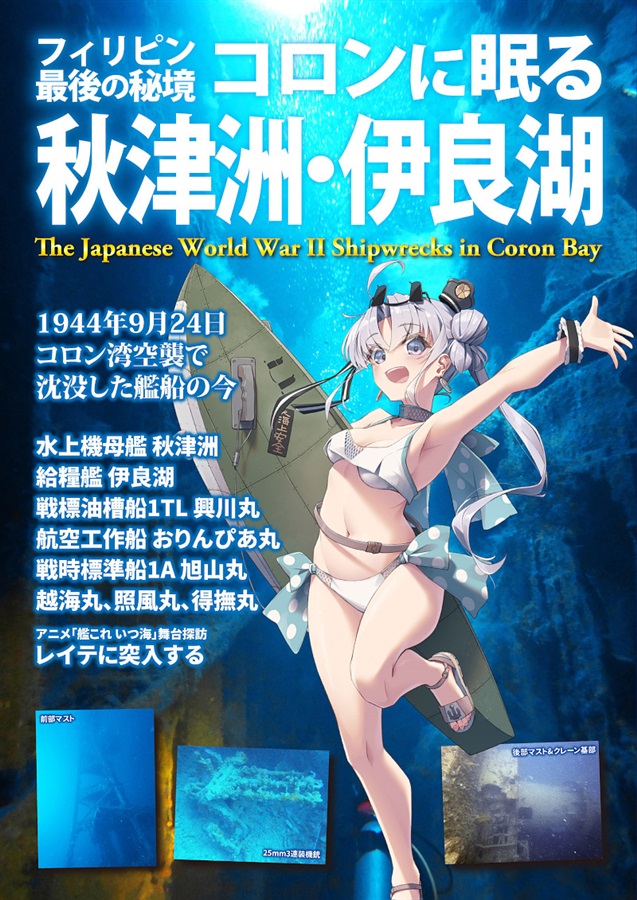 フィリピン
最後の秘境
コロンに眠る
秋津洲・伊良湖
The Japanese World War II Shipwrecks in Coron Bay
1944年9月24日
コロン湾空襲で
沈没した艦船の今
水上機母艦 秋津洲
給糧艦 伊良湖
戦標油槽船1TL 興川丸
航空工作船 おりんぴあ丸
戦時標準船1A 旭山丸
越海丸、照風丸、得撫丸
アニメ「艦これ いつ海」舞台探訪
レイテに突入する
海上安全
前部マスト
25mm3連装機銃
後部マスト&クレーン基部